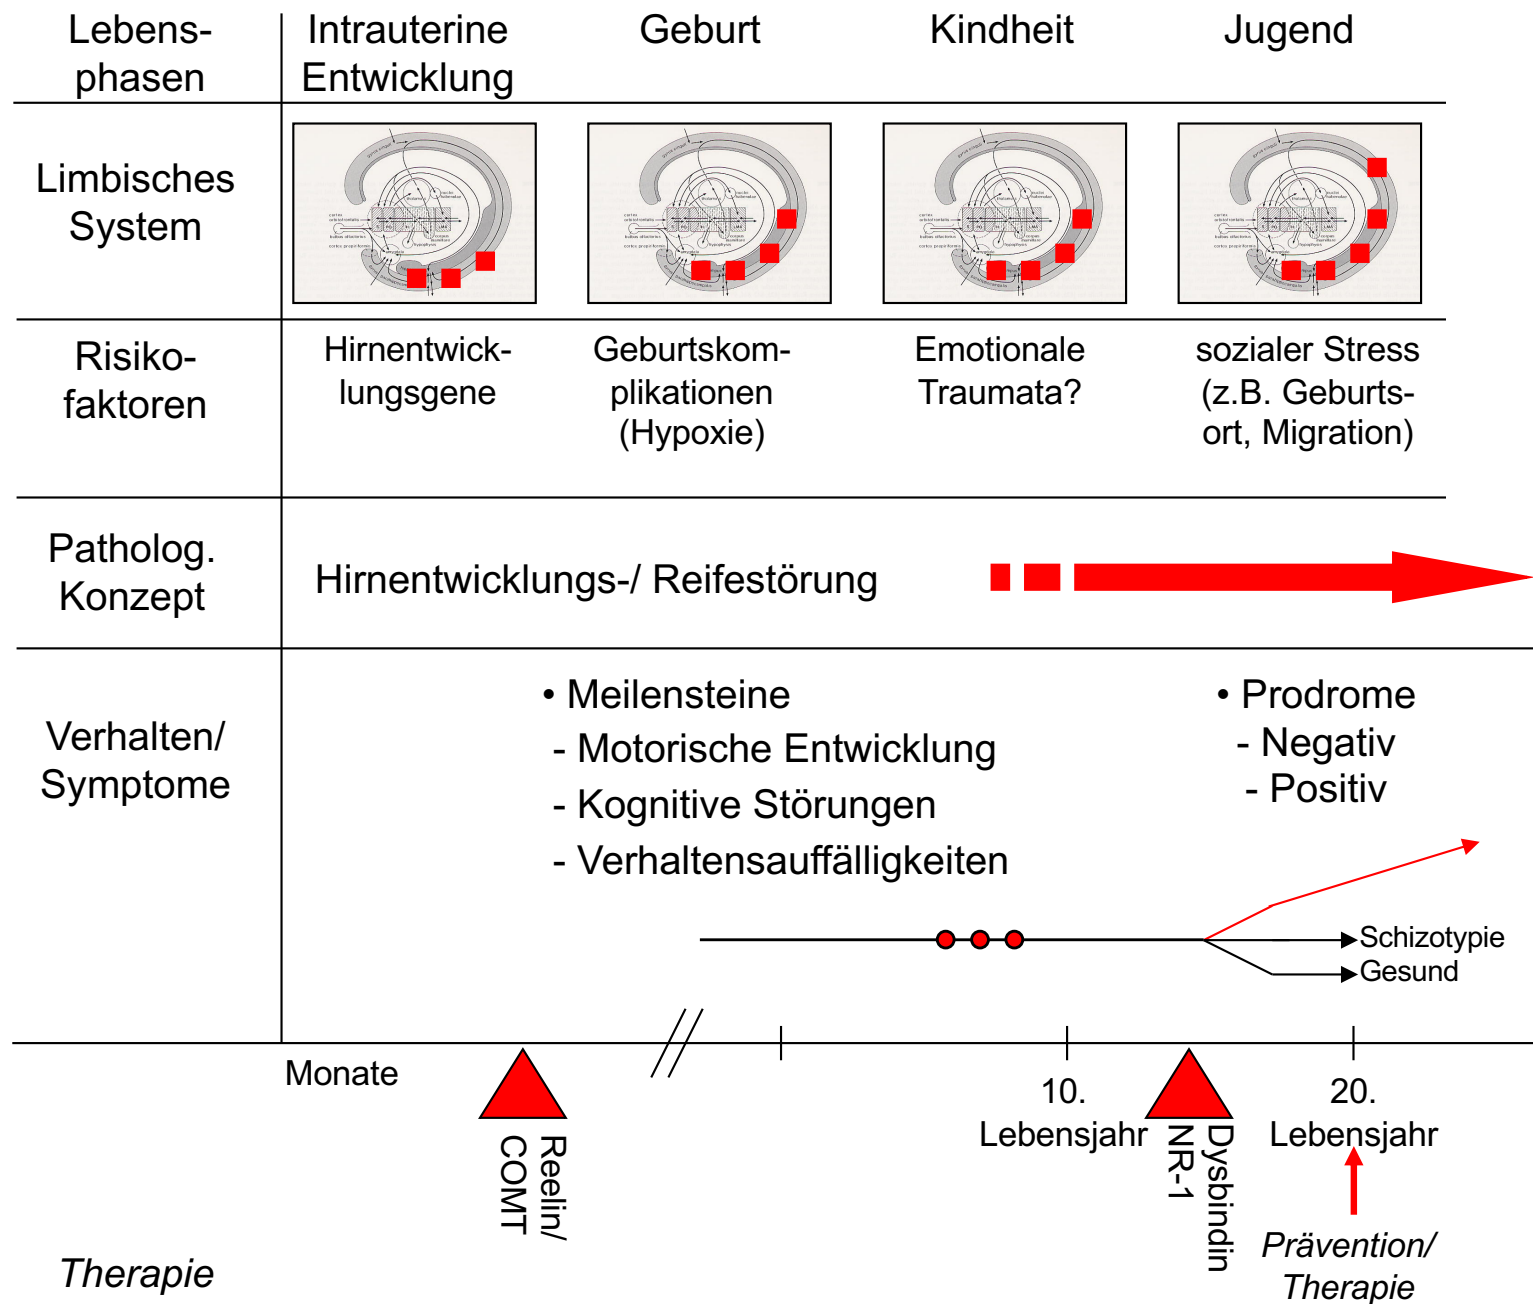 Lebens-
phasen
Intrauterine
Entwicklung
Geburt
Kindheit
Jugend
Limbisches
System
Risiko-
faktoren
Hirnentwick-
lungsgene
Geburtskom-
plikationen
(Hypoxie)
Emotionale
Traumata?
sozialer Stress
(z.B. Geburts-
ort, Migration)
Patholog.
Konzept
Hirnentwicklungs-/ Reifestörung
Verhalten/
Symptome
• Meilensteine
- Motorische Entwicklung
- Kognitive Störungen
- Verhaltensauffälligkeiten
• Prodrome
- Negativ
- Positiv
Schizotypie
Gesund
Monate
10.
Lebensjahr
20.
Lebensjahr
Reelin/
COMT
Dysbindin
NR-1
Prävention/
Therapie
Therapie